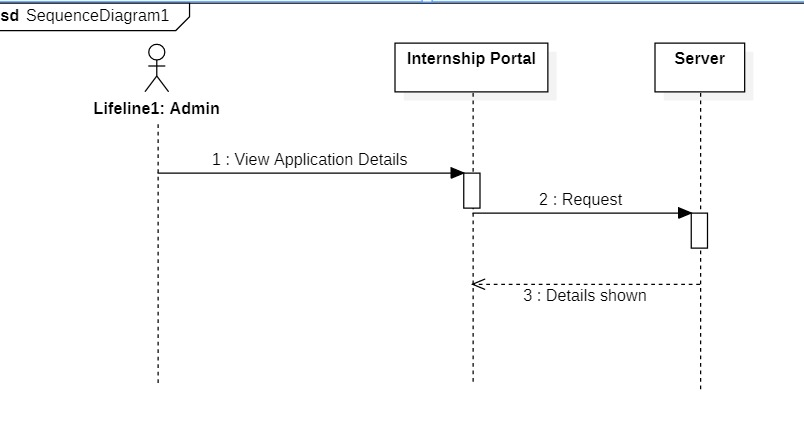 sd SequenceDiagram1
Internship Portal
Server
Lifeline1: Admin
1 : View Application Details
2 : Request
3 : Details shown